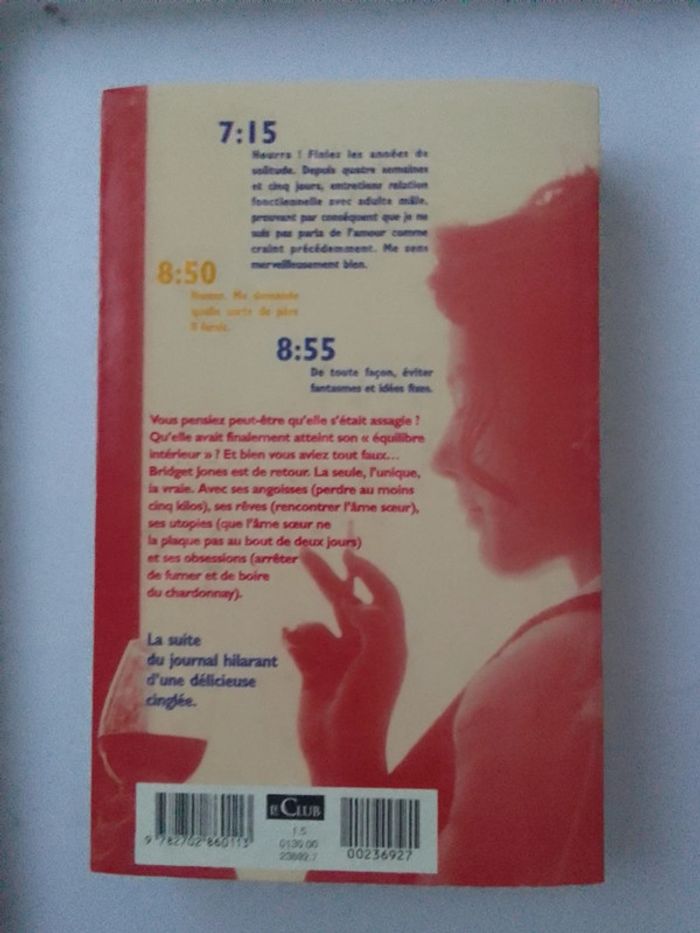 7:15
Hourra ! Finies les années de
solitude. Depuis quatre semaines
et cinq jours, entretiens relation
fonctionnelle avec adulte mâle,
prouvant par conséquent que je ne
suis pas paria de l'amour comme
craint précédemment. Me sens
merveilleusement bien.
8:50
Humm. Me demande
quelle sorte de père
il ferait.
8:55
De toute façon, éviter
fantasmes et idées fixes.
Vous pensiez peut-être qu'elle s'était assagie ?
Qu'elle avait finalement atteint son « équilibre
intérieur » ? Et bien vous aviez tout faux...
Bridget Jones est de retour. La seule, l'unique,
la vraie. Avec ses angoisses (perdre au moins
cinq kilos), ses rêves (rencontrer l'âme sœur),
ses utopies (que l'âme sœur ne
la plaque pas au bout de deux jours)
et ses obsessions (arrêter
de fumer et de boire
du chardonnay).
La suite
du journal hilarant
d'une délicieuse
cinglée.
LE CLUB
1.5
0130.00
23692.7
9 782702 860113
00236927